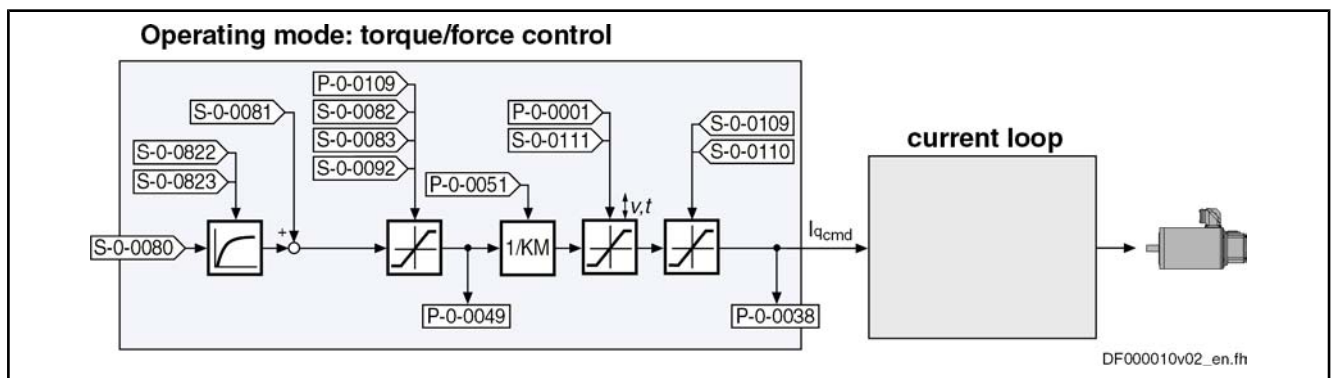 Operating mode: torque/force control
P-0-0109
S-0-0081
S-0-0082
S-0-0083
S-0-0092
P-0-0001
S-0-0111
S-0-0109
S-0-0110
current loop
S-0-0822
S-0-0823
P-0-0051
v,t
+
S-0-0080
1/KM
Iqcmd
P-0-0049
P-0-0038
DF000010v02_en.fh